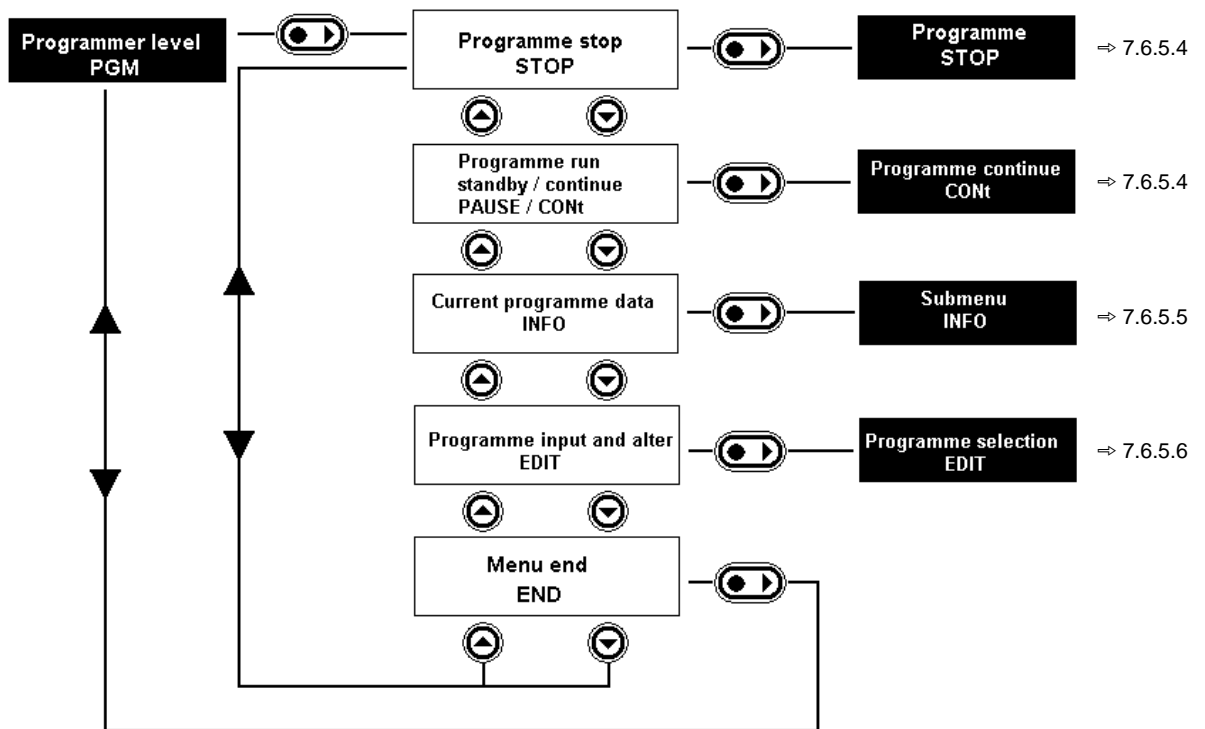 Programmer level
PGM
Programme stop
STOP
Programme
STOP
⇨ 7.6.5.4
Programme run
standby / continue
PAUSE / CONt
Programme continue
CONt
⇨ 7.6.5.4
Current programme data
INFO
Submenu
INFO
⇨ 7.6.5.5
Programme input and alter
EDIT
Programme selection
EDIT
⇨ 7.6.5.6
Menu end
END